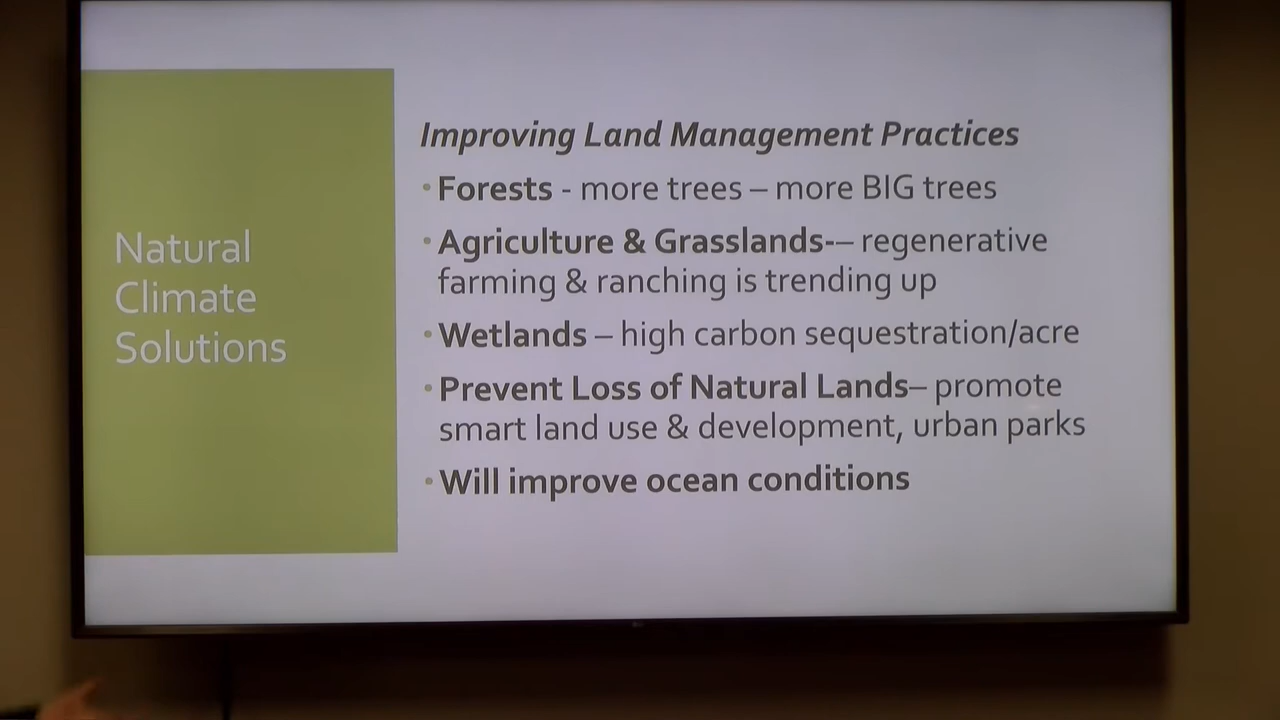 Natural
Climate
Solutions
Improving Land Management Practices
•Forests - more trees – more BIG trees
•Agriculture & Grasslands-– regenerative
farming & ranching is trending up
•Wetlands – high carbon sequestration/acre
•Prevent Loss of Natural Lands– promote
smart land use & development, urban parks
•Will improve ocean conditions